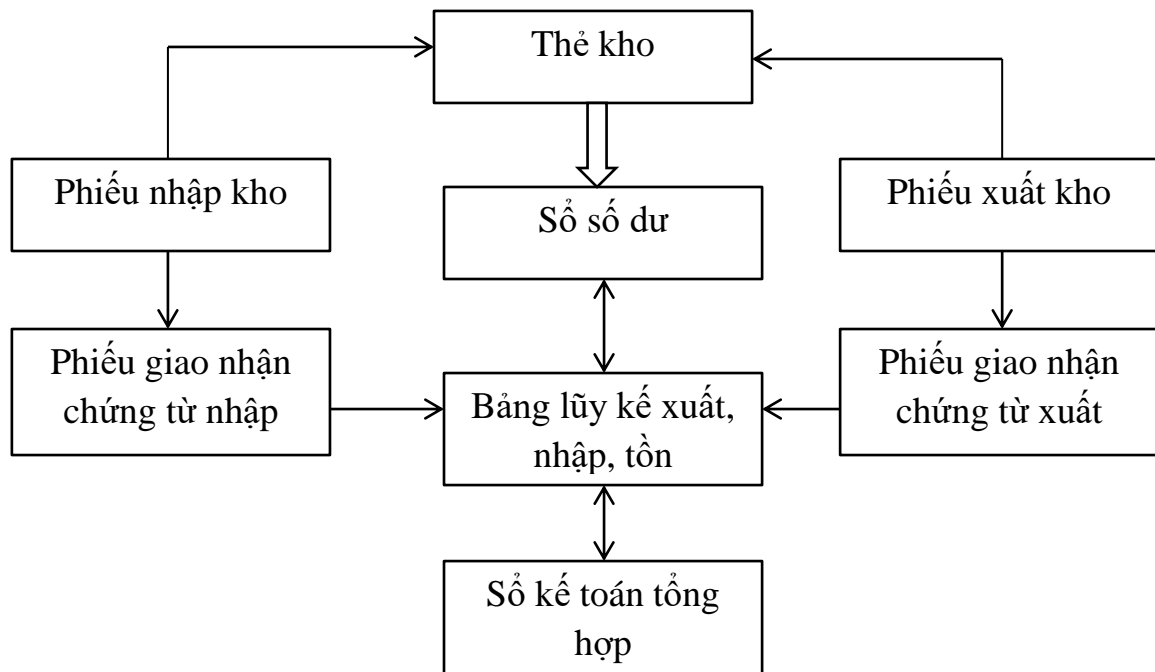 Thẻ kho
Phiếu nhập kho
Phiếu xuất kho
Sổ số dư
Phiếu giao nhận
chứng từ nhập
Bảng lũy kế xuất,
nhập, tồn
Phiếu giao nhận
chứng từ xuất
Sổ kế toán tổng
hợp